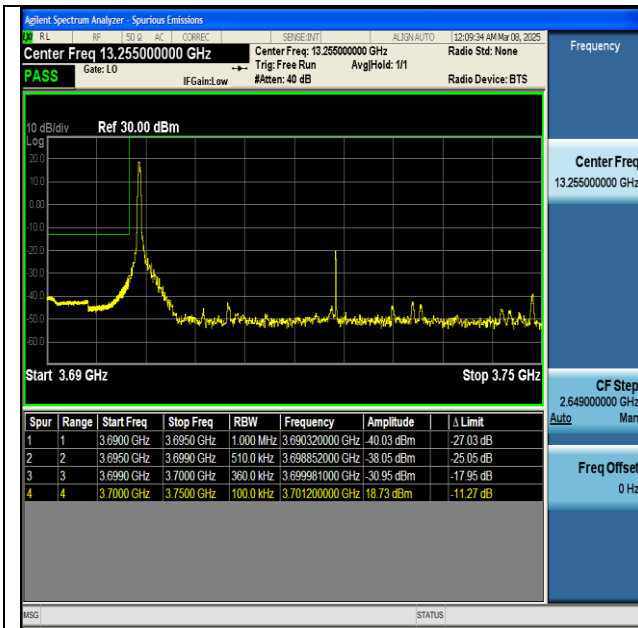 Agilent Spectrum Analyzer - Spurious Emissions
RL RF 50 Ω AC CORREC SENSE:INT ALIGN AUTO 12:09:34 AM Mar 08, 2025
Center Freq 13.255000000 GHz
Center Freq: 13.255000000 GHz
Radio Std: None
Trig: Free Run Avg|Hold: 1/1
PASS
Gate: LO
IFGain:Low
#Atten: 40 dB
Radio Device: BTS
10 dB/div Ref 30.00 dBm
Log
20.0
10.0
0.00
-10.0
-20.0
-30.0
-40.0
-50.0
-60.0
Start 3.69 GHz Stop 3.75 GHz
Spur Range Start Freq Stop Freq RBW Frequency Amplitude Δ Limit
1 1 3.6900 GHz 3.6950 GHz 1.000 MHz 3.690320000 GHz -40.03 dBm -27.03 dB
2 2 3.6950 GHz 3.6990 GHz 510.0 kHz 3.698852000 GHz -38.05 dBm -25.05 dB
3 3 3.6990 GHz 3.7000 GHz 360.0 kHz 3.699981000 GHz -30.95 dBm -17.95 dB
4 4 3.7000 GHz 3.7500 GHz 100.0 kHz 3.701200000 GHz 18.73 dBm -11.27 dB
MSG STATUS
Frequency
Center Freq
13.255000000 GHz
CF Step
2.649000000 GHz
Auto Man
Freq Offset
0 Hz